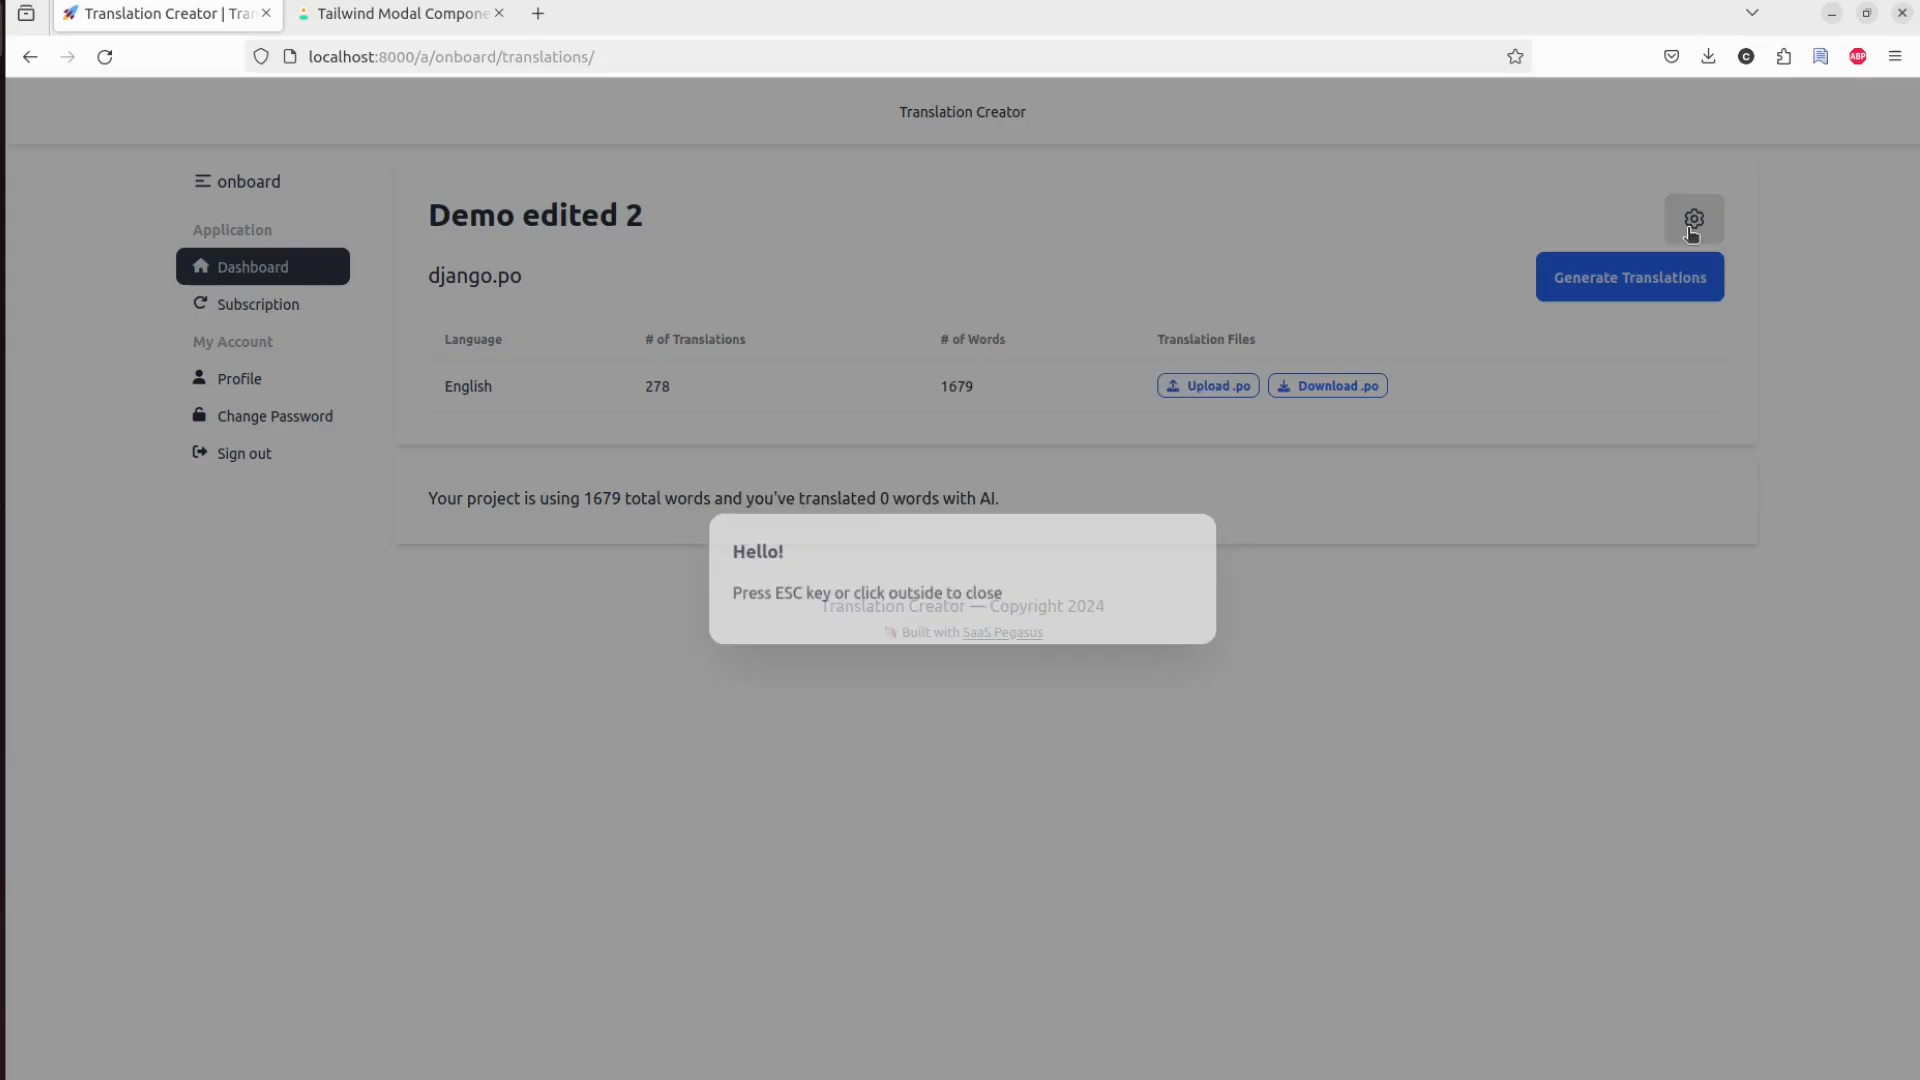 Translation Creator | Tran
Tailwind Modal Compone
localhost:8000/a/onboard/translations/
Translation Creator
onboard
Application
Dashboard
Subscription
My Account
Profile
Change Password
Sign out
Demo edited 2
django.po
Generate Translations
Language # of Translations # of Words Translation Files
English 278 1679 Upload .po Download .po
Your project is using 1679 total words and you've translated 0 words with AI.
Hello!
Press ESC key or click outside to close
Translation Creator — Copyright 2024
Built with SaaS Pegasus
C
ABP